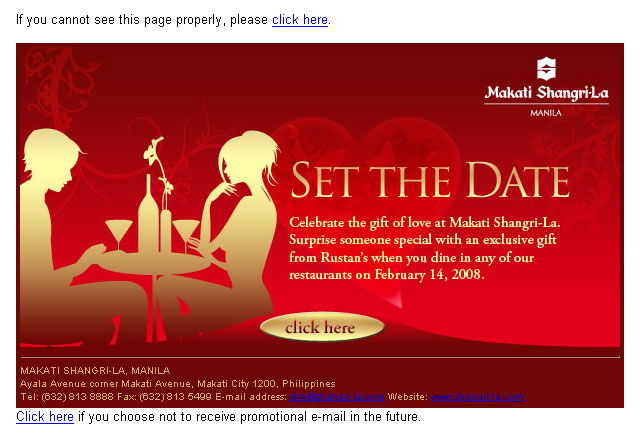 If you cannot see this page properly, please click here.
Makati Shangri-La
MANILA
SET THE DATE
Celebrate the gift of love at Makati Shangri-La.
Surprise someone special with an exclusive gift
from Rustan's when you dine in any of our
restaurants on February 14, 2008.
click here
MAKATI SHANGRI-LA, MANILA
Ayala Avenue corner Makati Avenue, Makati City 1200, Philippines
Tel: (632) 813 8888 Fax: (632) 813 5499 E-mail address: Website:
Click here if you choose not to receive promotional e-mail in the future.